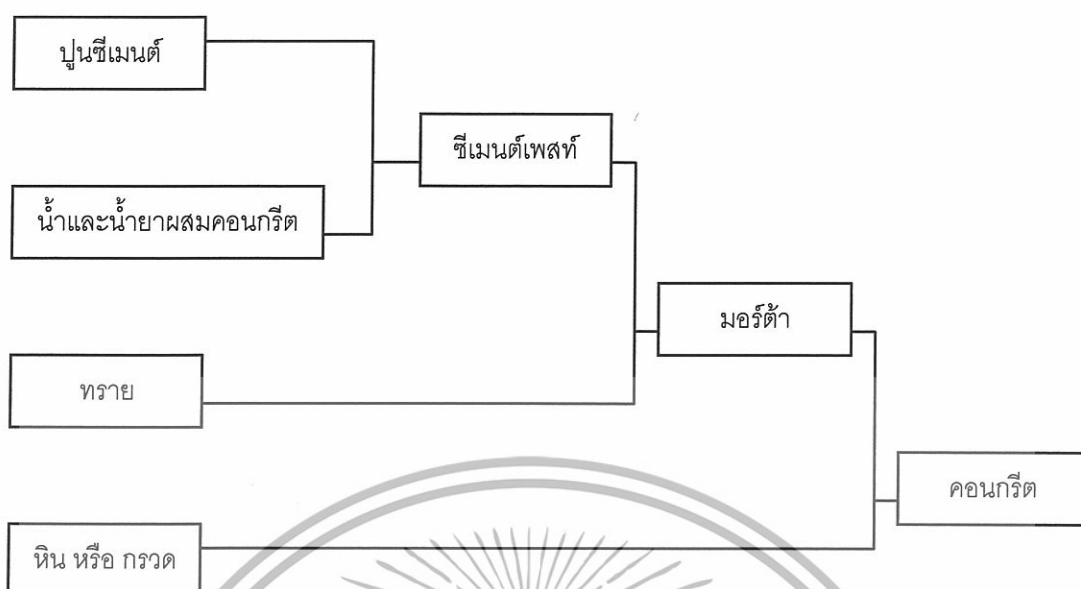 ปูนซีเมนต์
ซีเมนต์เพสท์
น้ำและน้ำยาผสมคอนกรีต
มอร์ต้า
ทราย
คอนกรีต
หิน หรือ กรวด